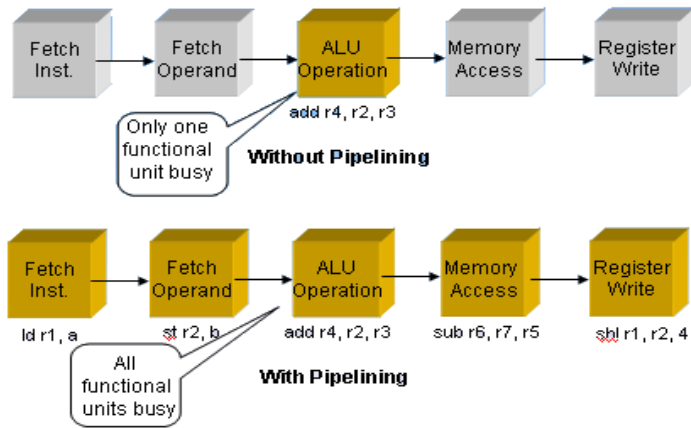 Fetch
Inst.
Fetch
Operand
ALU
Operation
Memory
Access
Register
Write
add r4, r2, r3
Only one
functional
unit busy
Without Pipelining
Fetch
Inst.
Fetch
Operand
ALU
Operation
Memory
Access
Register
Write
ld r1, a
st r2, b
add r4, r2, r3
sub r6, r7, r5
shl r1, r2, 4
All
functional
units busy
With Pipelining